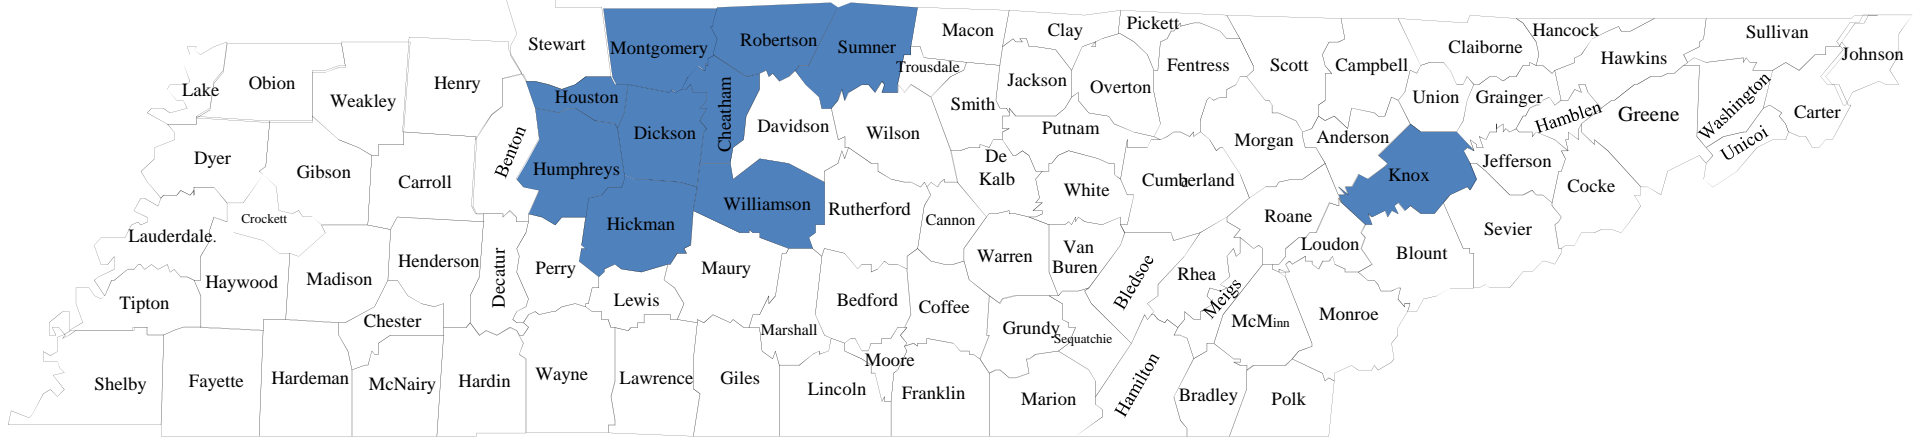 Lake
Obion
Weakley
Henry
Stewart
Montgomery
Robertson
Sumner
Macon
Trousdale
Clay
Pickett
Jackson
Overton
Fentress
Scott
Campbell
Claiborne
Hancock
Hawkins
Sullivan
Johnson
Houston
Dickson
Cheatham
Davidson
Wilson
Smith
Putnam
Morgan
Anderson
Union
Grainger
Hamblen
Greene
Washington
Unicoi
Carter
Dyer
Gibson
Carroll
Benton
Humphreys
Williamson
Rutherford
De
Kalb
White
Cumberland
Knox
Jefferson
Cocke
Sevier
Crockett
Lauderdale.
Haywood
Madison
Henderson
Decatur
Perry
Hickman
Maury
Cannon
Warren
Van
Buren
Bledsoe
Rhea
Meigs
Roane
Loudon
Blount
Tipton
Chester
Lewis
Marshall
Bedford
Coffee
Grundy
Sequatchie
McMinn
Monroe
Shelby
Fayette
Hardeman
McNairy
Hardin
Wayne
Lawrence
Giles
Lincoln
Moore
Franklin
Marion
Hamilton
Bradley
Polk